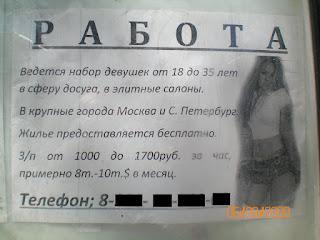 РАБОТА
Ведется набор девушек от 18 до 35 лет
в сферу досуга, в элитные салоны.
В крупные города Москва и С. Петербург.
Жилье предоставляется бесплатно.
З/п от 1000 до 1700руб. за час,
примерно 8т.-10т.$ в месяц.
Телефон; 8-